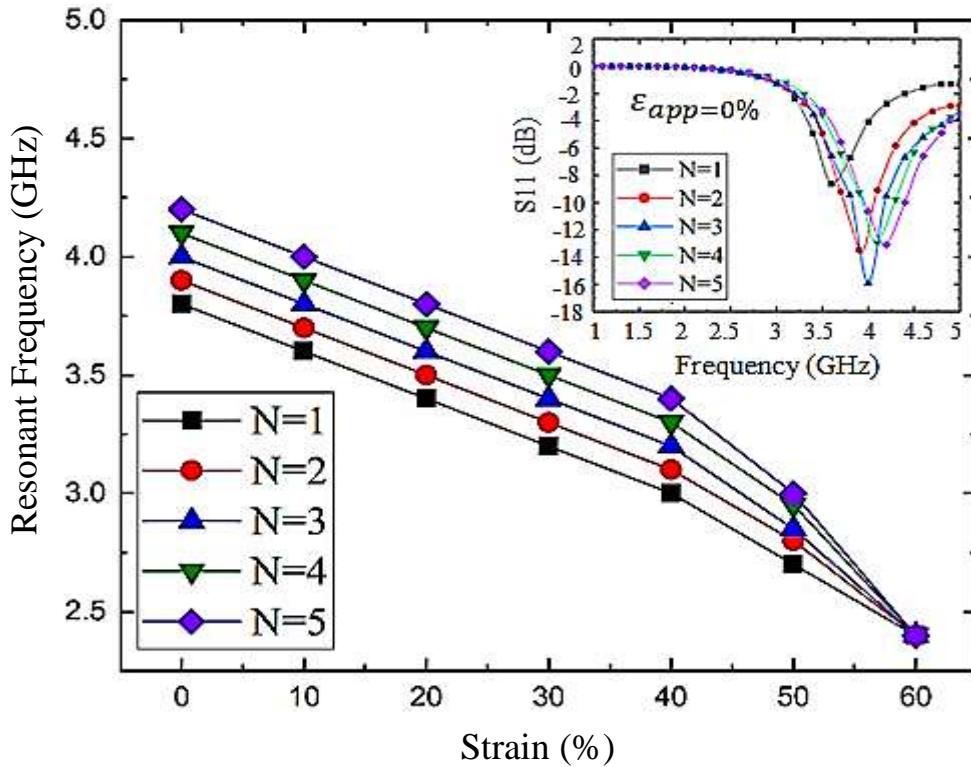 5.0
4.5
4.0
3.5
3.0
2.5
Resonant Frequency (GHz)
0 10 20 30 40 50 60
Strain (%)
N=1
N=2
N=3
N=4
N=5
2
0
-2
-4
-6
-8
-10
-12
-14
-16
-18
S11 (dB)
εapp=0%
N=1
N=2
N=3
N=4
N=5
1 1.5 2 2.5 3 3.5 4 4.5 5
Frequency (GHz)